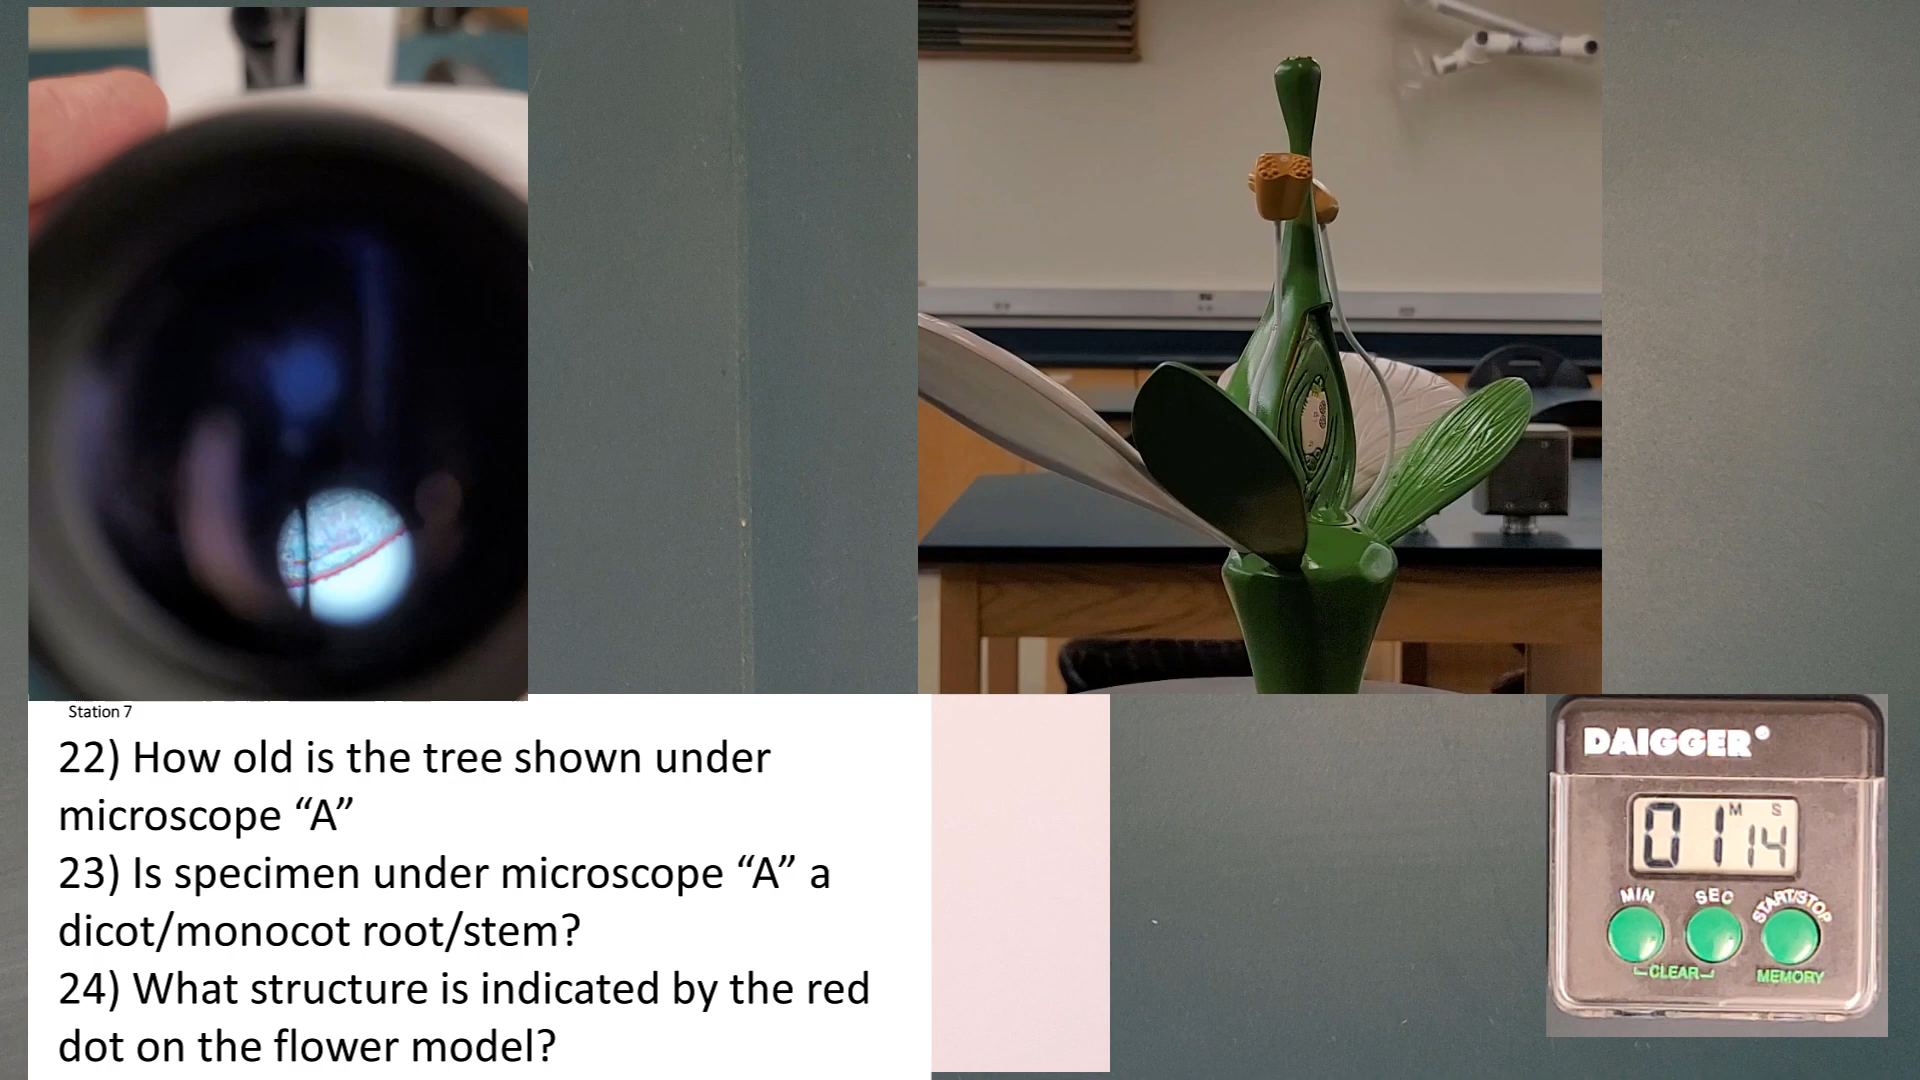 Station 7
22) How old is the tree shown under
microscope “A”
23) Is specimen under microscope “A” a
dicot/monocot root/stem?
24) What structure is indicated by the red
dot on the flower model?
DAIGGER®
M S
01 14
MIN SEC START/STOP
CLEAR MEMORY